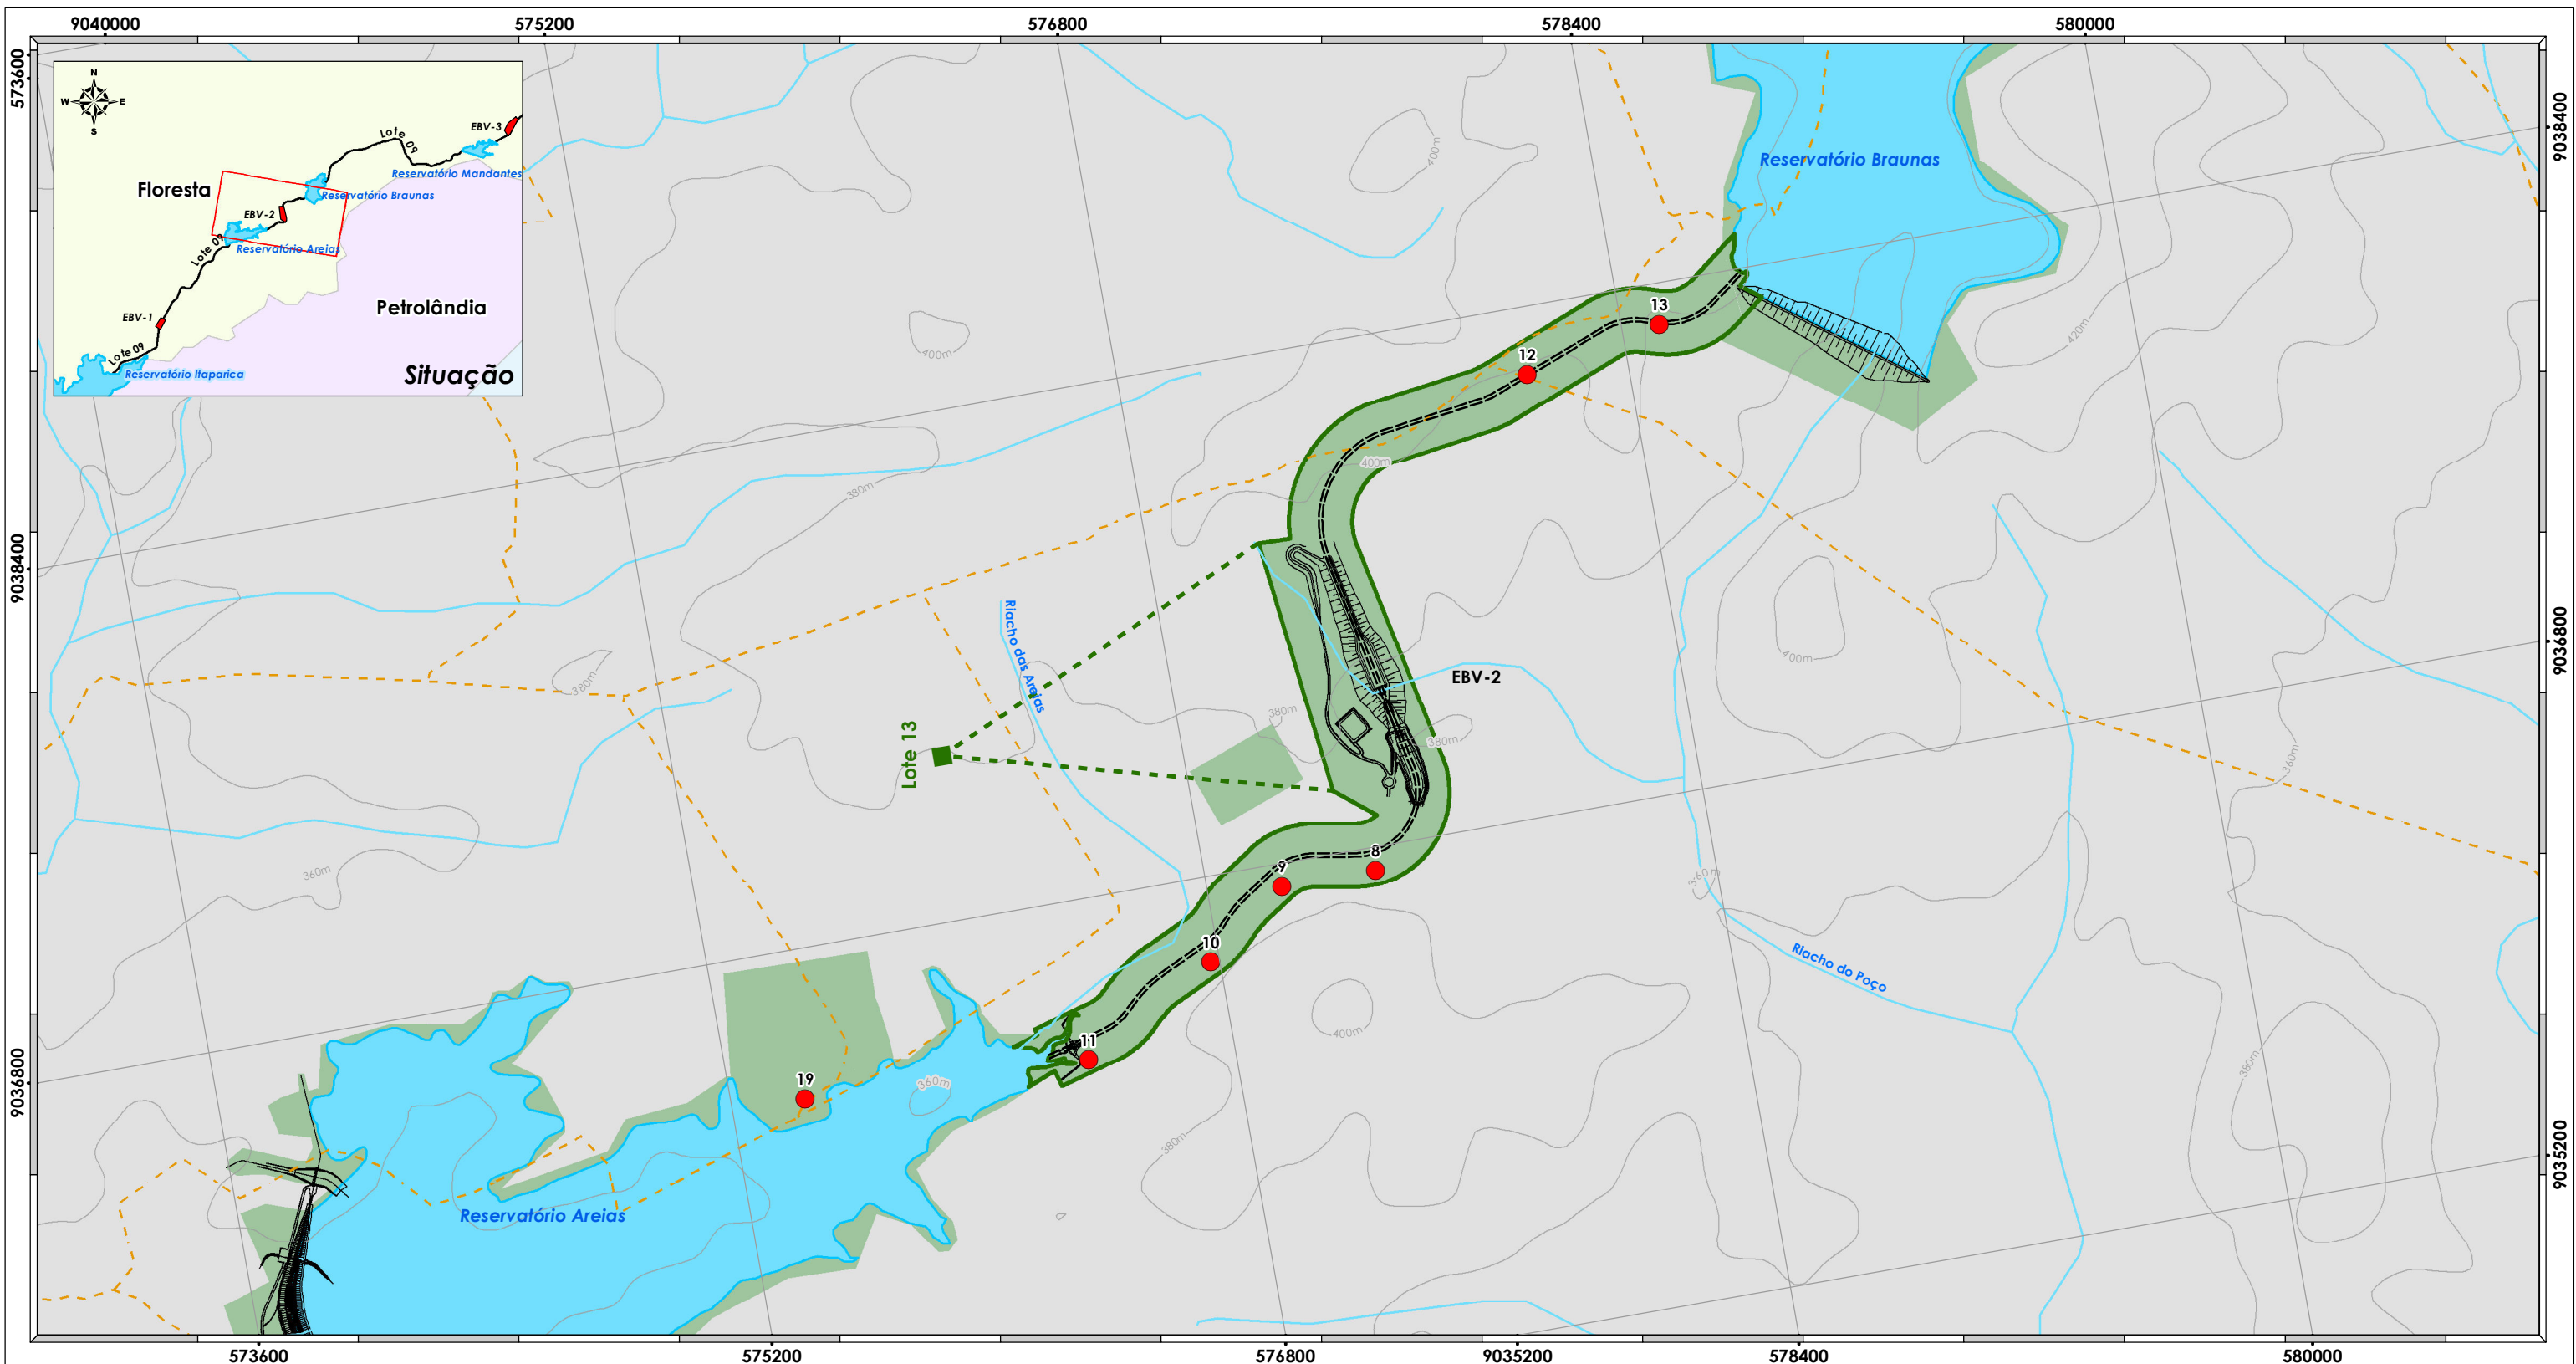 9040000
575200
576800
578400
580000
573600
9038400
9036800
9038400
9036800
9035200
573600
575200
576800
9035200
578400
580000
N
W
E
S
EBV-3
Lote 09
Reservatório Mandantes
Floresta
Reservatório Braunas
EBV-2
Lote 09
Reservatório Areias
Petrolândia
EBV-1
Lote 09
Reservatório Itaparica
Situação
Reservatório Braunas
400m
13
420m
400m
12
400m
380m
Riacho das Areias
400m
EBV-2
380m
380m
380m
Lote 13
360m
360m
8
9
10
Riacho do Poço
400m
11
360m
19
380m
380m
360m
Reservatório Areias